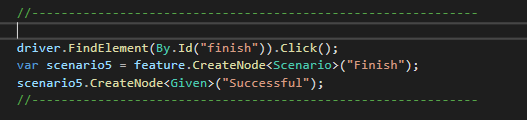 //---------------------------------------------------------------
driver.FindElement(By.Id("finish")).Click();
var scenario5 = feature.CreateNode<Scenario>("Finish");
scenario5.CreateNode<Given>("Successful");
//---------------------------------------------------------------